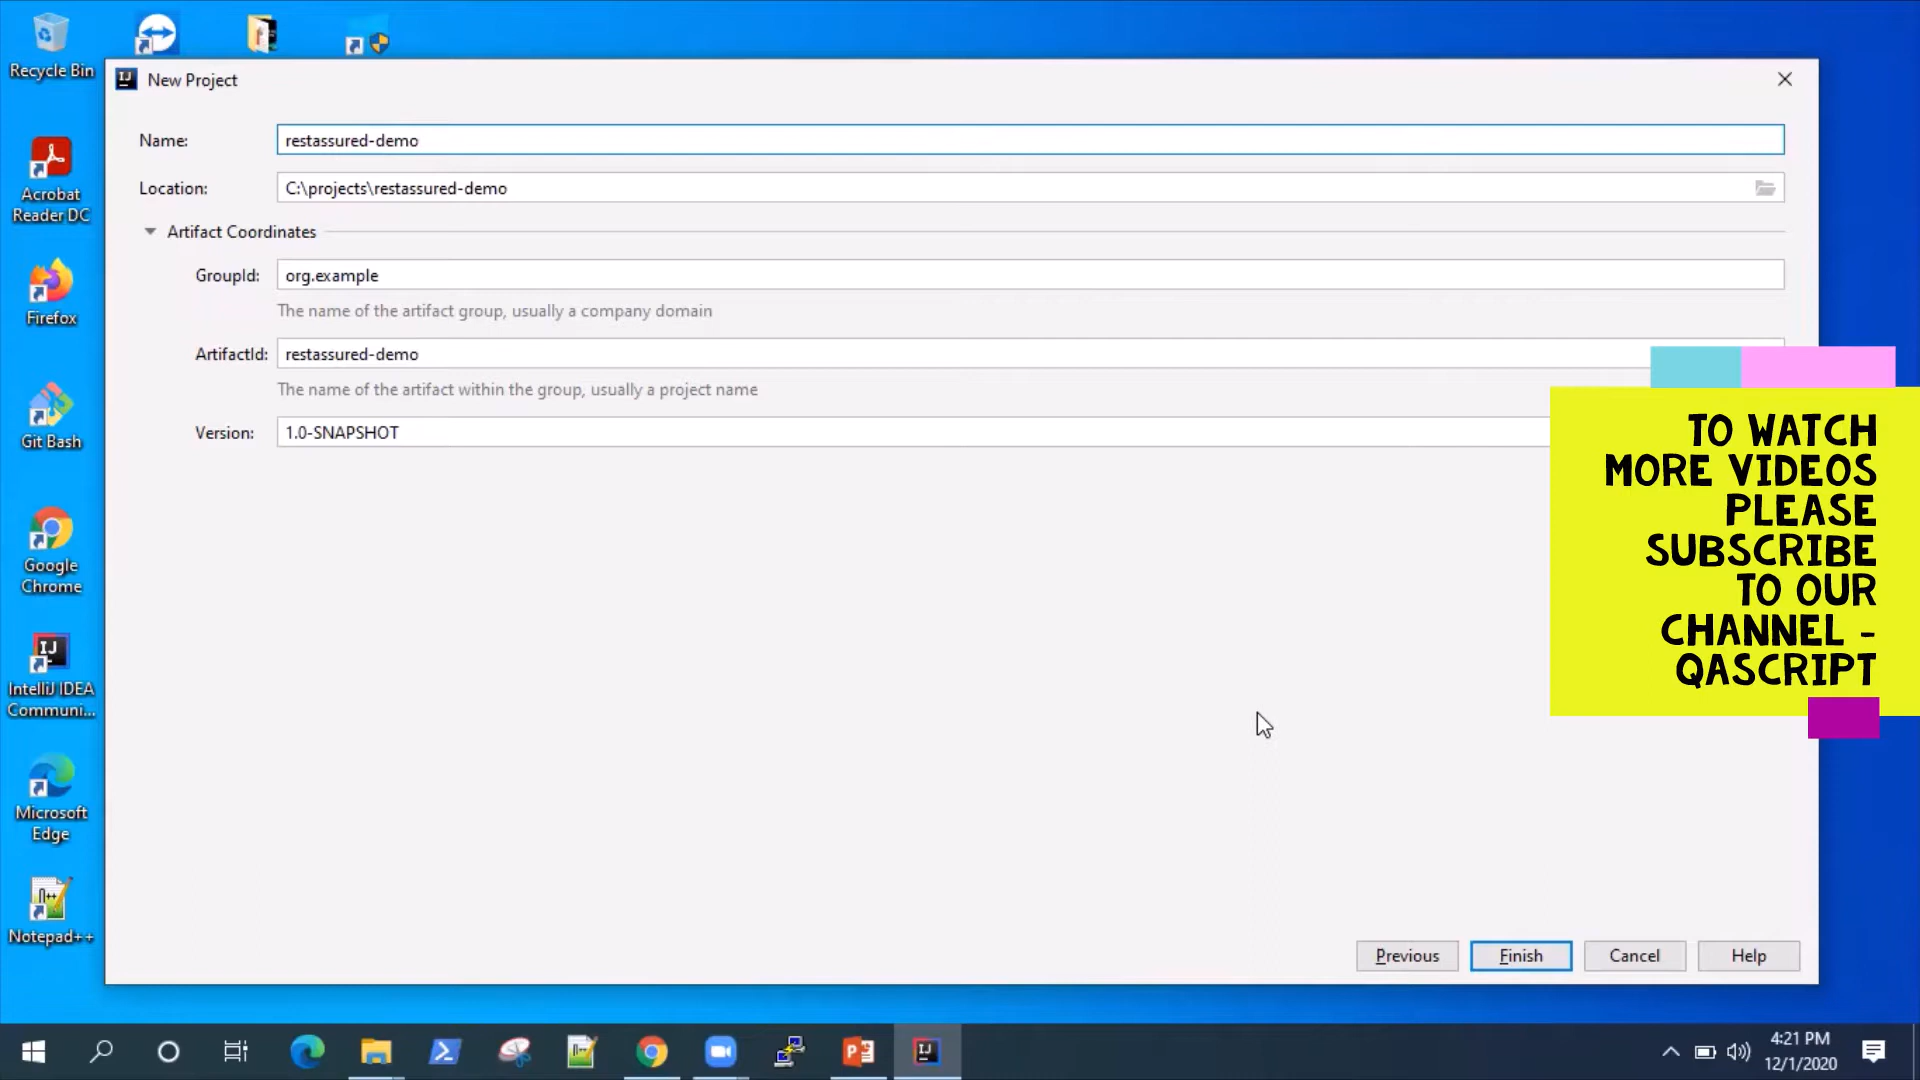 Recycle Bin
Acrobat
Reader DC
Firefox
Git Bash
Google
Chrome
IntelliJ IDEA
Communi...
Microsoft
Edge
Notepad++
New Project
Name:
restassured-demo
Location:
C:\projects\restassured-demo
Artifact Coordinates
GroupId:
org.example
The name of the artifact group, usually a company domain
ArtifactId:
restassured-demo
The name of the artifact within the group, usually a project name
Version:
1.0-SNAPSHOT
TO WATCH
MORE VIDEOS
PLEASE
SUBSCRIBE
TO OUR
CHANNEL -
QASCRIPT
Previous
Finish
Cancel
Help
4:21 PM
12/1/2020